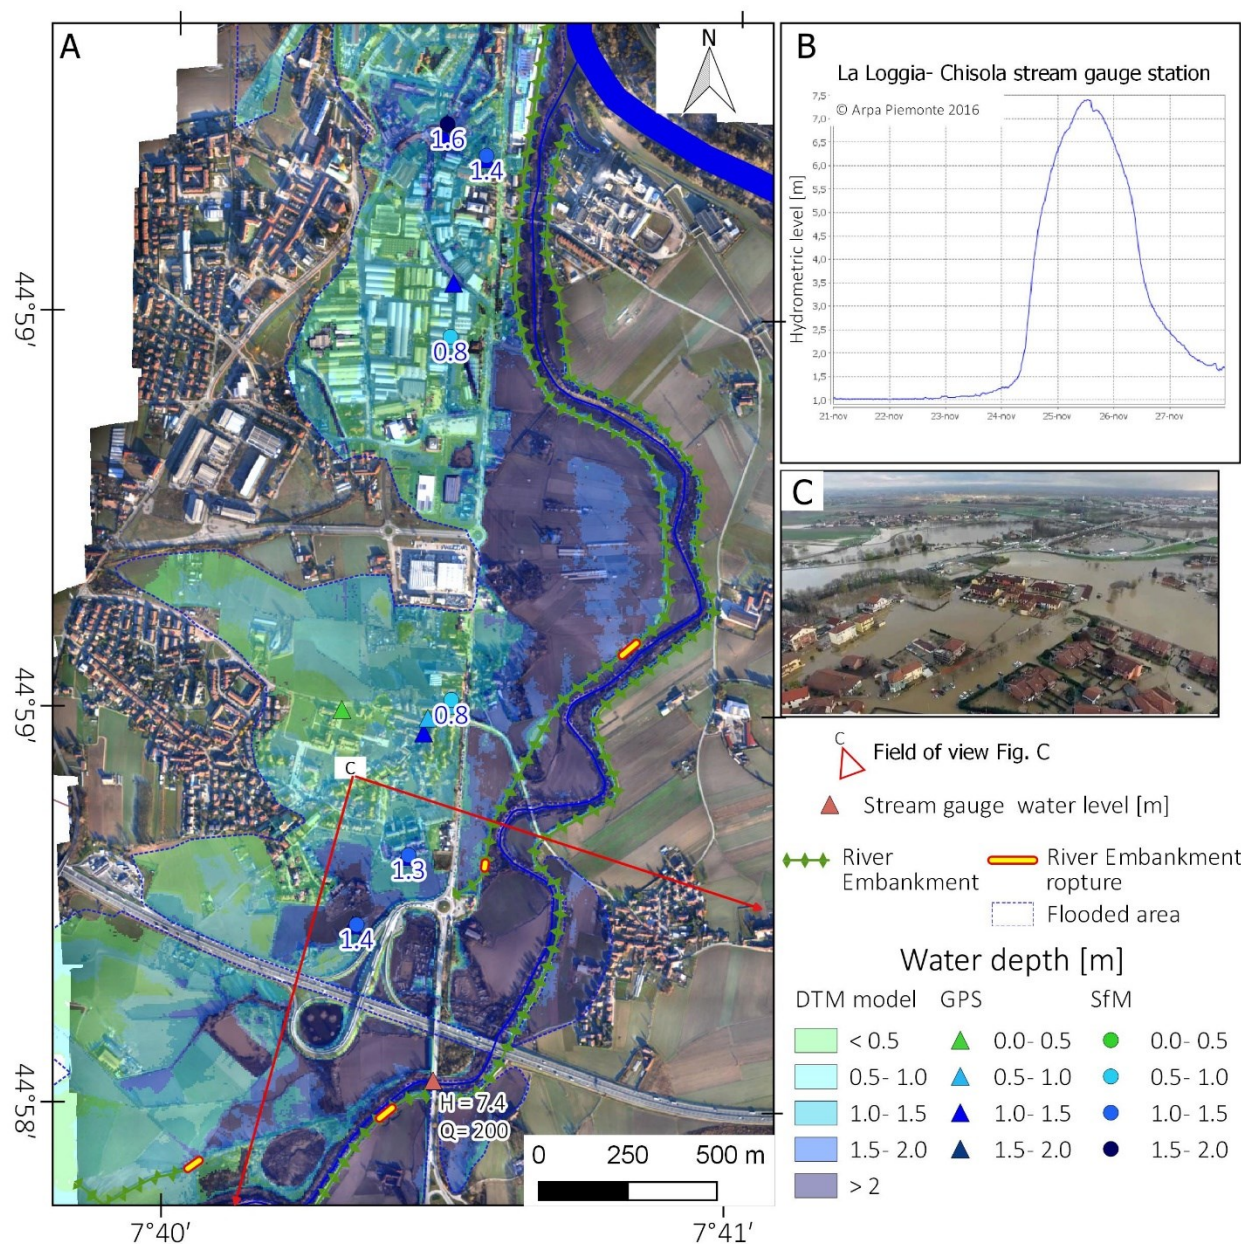 A
N
1.6
1.4
0.8
0.8
C
1.3
1.4
H = 7.4
Q = 200
0 250 500 m
44°59′
44°59′
44°58′
7°40′
7°41′
B
La Loggia- Chisola stream gauge station
© Arpa Piemonte 2016
Hydrometric level [m]
7,5
7,0
6,5
6,0
5,5
5,0
4,5
4,0
3,5
3,0
2,5
2,0
1,5
1,0
21-nov 22-nov 23-nov 24-nov 25-nov 26-nov 27-nov
C
C
Field of view Fig. C
Stream gauge water level [m]
River
Embankment
River Embankment
ropture
Flooded area
Water depth [m]
DTM model GPS SfM
< 0.5 0.0- 0.5 0.0- 0.5
0.5- 1.0 0.5- 1.0 0.5- 1.0
1.0- 1.5 1.0- 1.5 1.0- 1.5
1.5- 2.0 1.5- 2.0 1.5- 2.0
> 2